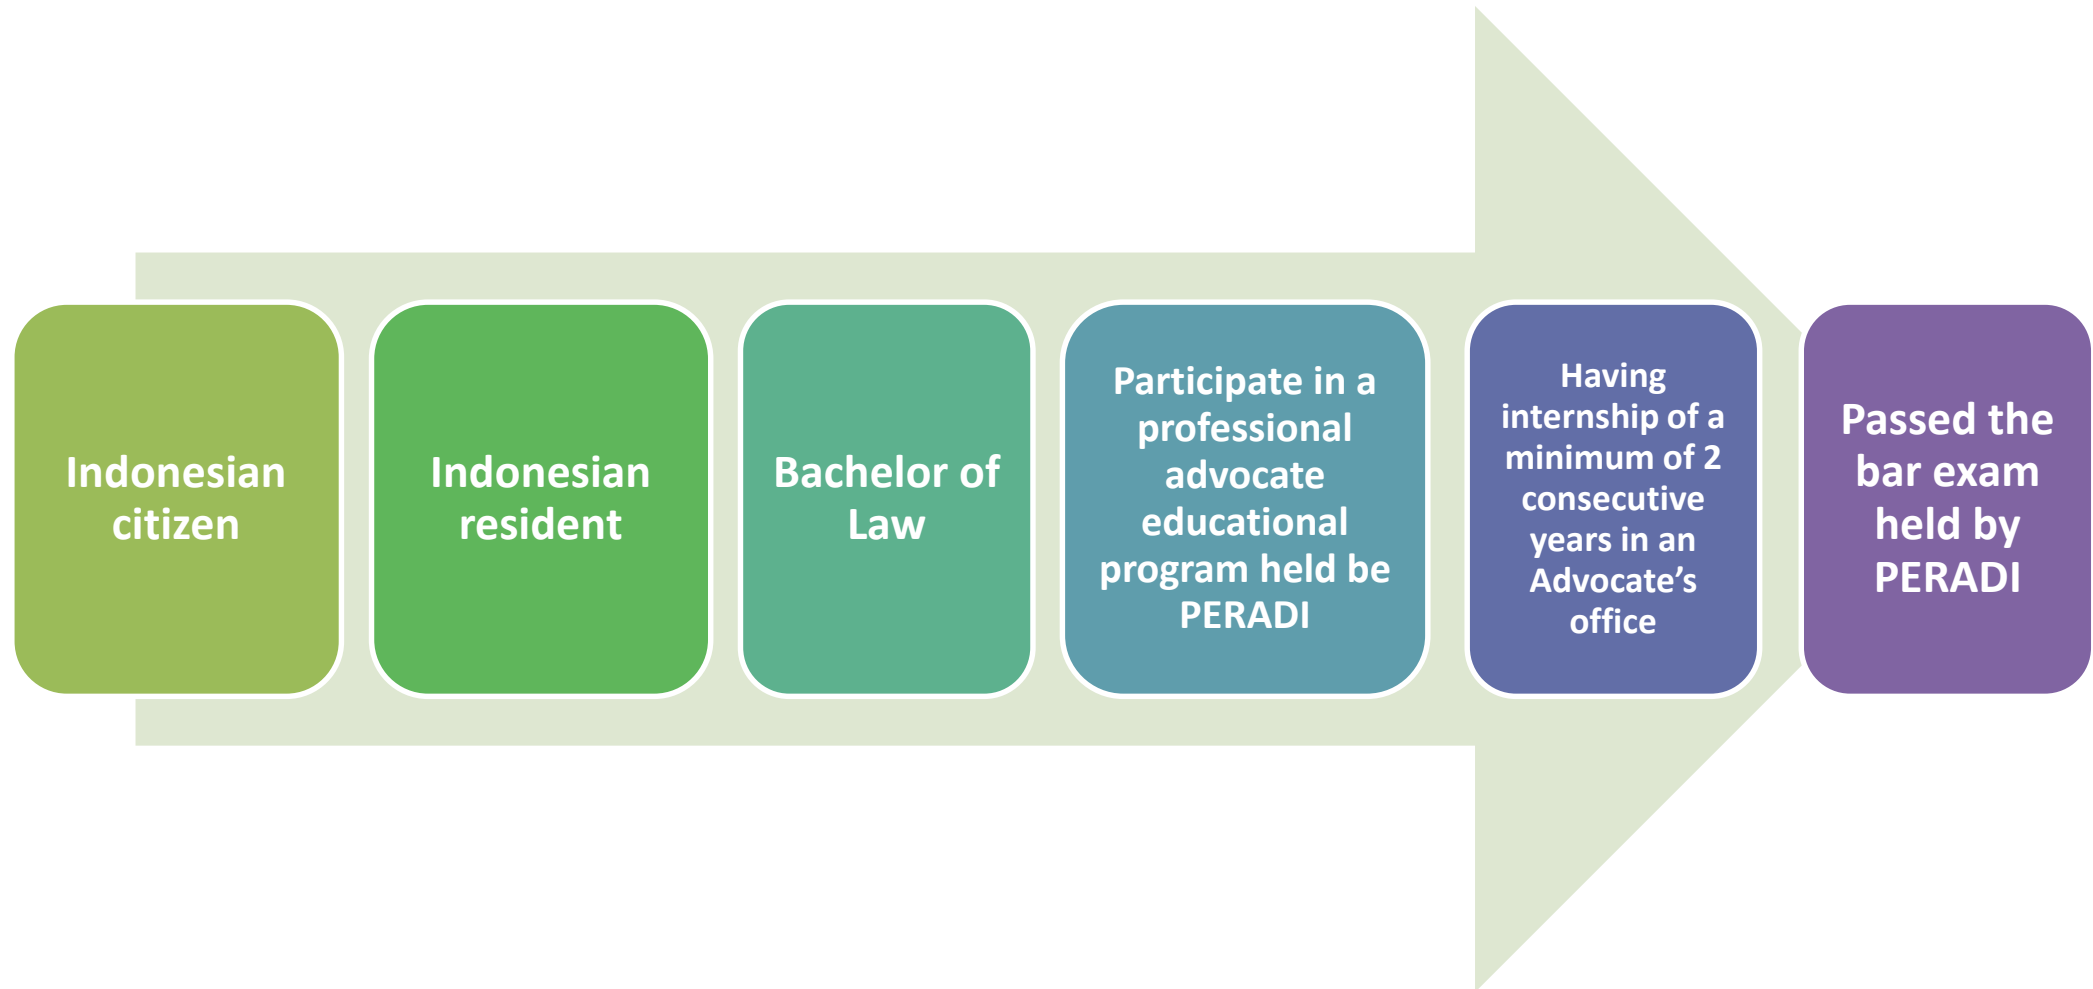 Indonesian
citizen
Indonesian
resident
Bachelor of
Law
Participate in a
professional
advocate
educational
program held be
PERADI
Having
internship of a
minimum of 2
consecutive
years in an
Advocate’s
office
Passed the
bar exam
held by
PERADI